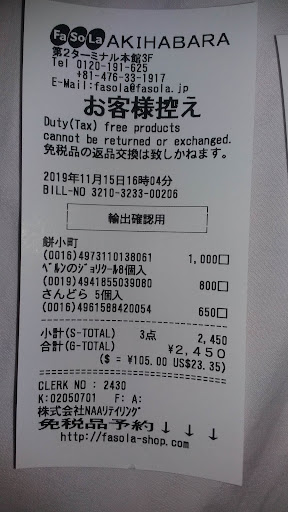 FaSoLa AKIHABARA
第2ターミナル本館3F
Tel 0120-191-625
+81-476-33-1917
E-Mail:fasola@fasola.jp
お客様控え
Duty(Tax) free products
cannot be returned or exchanged.
免税品の返品交換は致しかねます。
2019年11月15日16時04分
BILL-NO 3210-3233-00206
輸出確認用
餅小町
(0016)4973110138061 1,000□
ﾍﾞﾙﾝのｼﾞｮﾘｸｰﾙ8個入
(0019)4941855039080 800□
さんどら 5個入
(0016)4961588420054 650□
小計(S-TOTAL) 3点 2,450
合計(G-TOTAL) ¥2,450
($ = ¥105.00 US$23.35)
CLERK NO : 2430
K:02050701 F: A:
株式会社NAAﾘﾃｲﾘﾝｸﾞ
免税品予約↓ ↓ ↓
http://fasola-shop.com